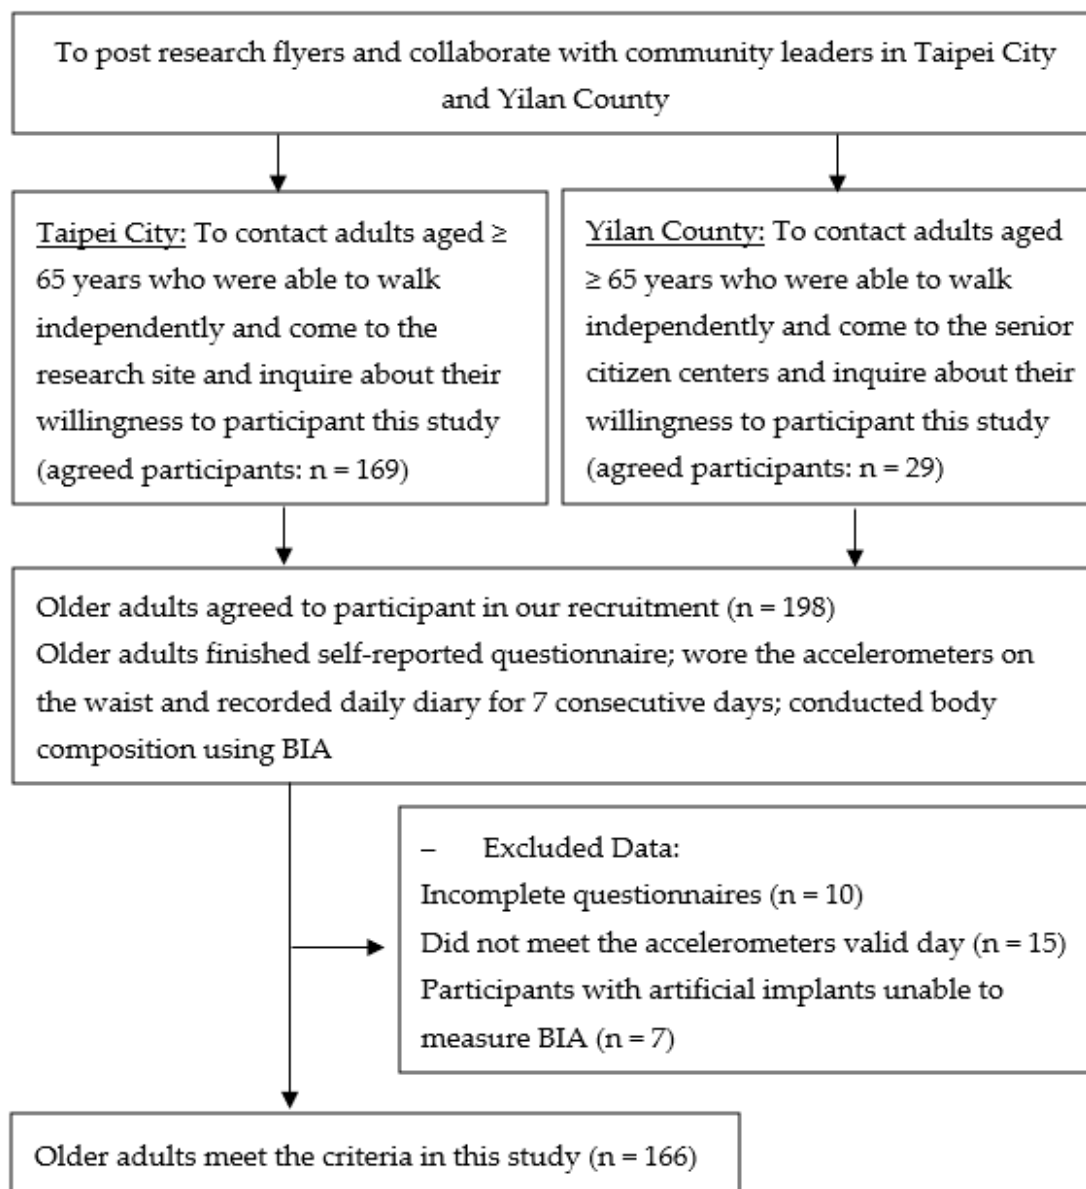 To post research flyers and collaborate with community leaders in Taipei City
and Yilan County
Taipei City: To contact adults aged ≥
65 years who were able to walk
independently and come to the
research site and inquire about their
willingness to participant this study
(agreed participants: n = 169)
Yilan County: To contact adults aged
≥ 65 years who were able to walk
independently and come to the senior
citizen centers and inquire about their
willingness to participant this study
(agreed participants: n = 29)
Older adults agreed to participant in our recruitment (n = 198)
Older adults finished self-reported questionnaire; wore the accelerometers on
the waist and recorded daily diary for 7 consecutive days; conducted body
composition using BIA
– Excluded Data:
Incomplete questionnaires (n = 10)
Did not meet the accelerometers valid day (n = 15)
Participants with artificial implants unable to
measure BIA (n = 7)
Older adults meet the criteria in this study (n = 166)